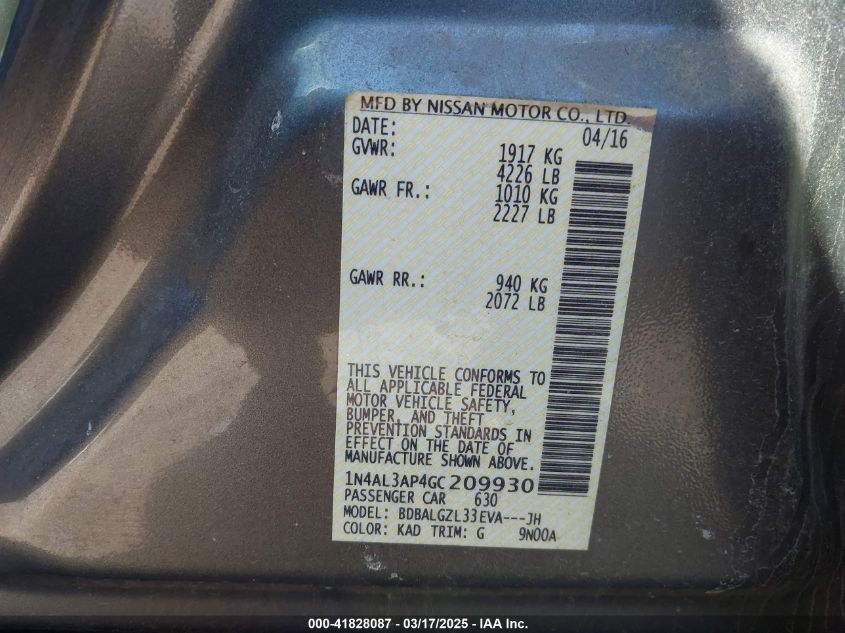 MFD BY NISSAN MOTOR CO., LTD.
DATE: 04/16
GVWR: 1917 KG
4226 LB
GAWR FR.: 1010 KG
2227 LB
GAWR RR.: 940 KG
2072 LB
THIS VEHICLE CONFORMS TO
ALL APPLICABLE FEDERAL
MOTOR VEHICLE SAFETY,
BUMPER, AND THEFT
PREVENTION STANDARDS IN
EFFECT ON THE DATE OF
MANUFACTURE SHOWN ABOVE.
1N4AL3AP4GC209930
PASSENGER CAR 630
MODEL: BDBALGZL33EVA---JH
COLOR: KAD TRIM: G 9N00A
000-41828087 - 03/17/2025 - IAA Inc.